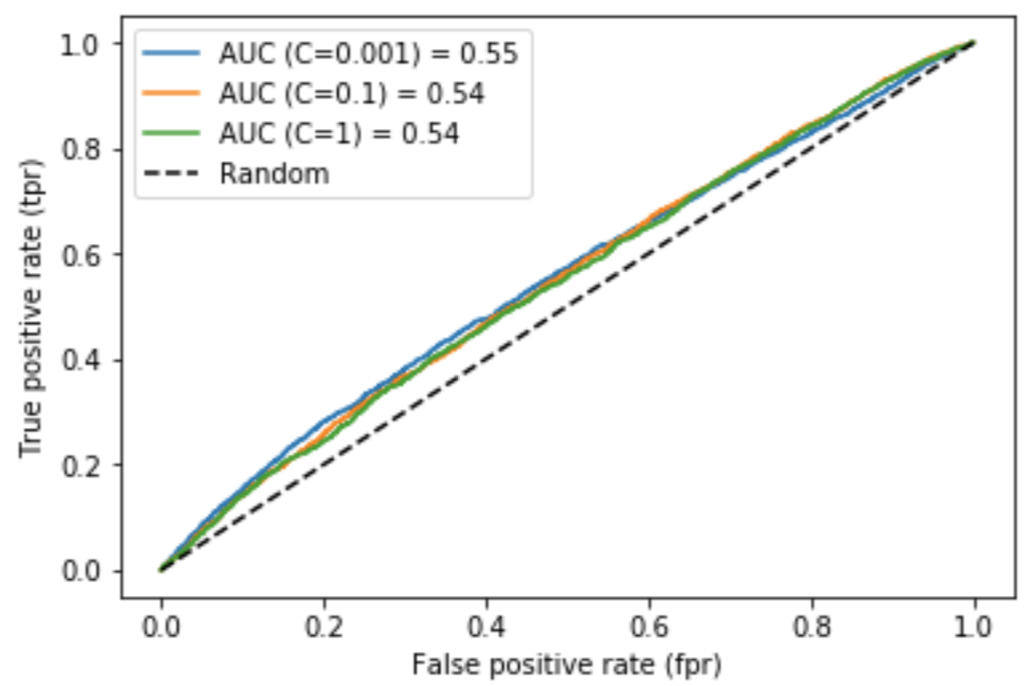 AUC (C=0.001) = 0.55
AUC (C=0.1) = 0.54
AUC (C=1) = 0.54
Random
True positive rate (tpr)
1.0
0.8
0.6
0.4
0.2
0.0
0.0 0.2 0.4 0.6 0.8 1.0
False positive rate (fpr)